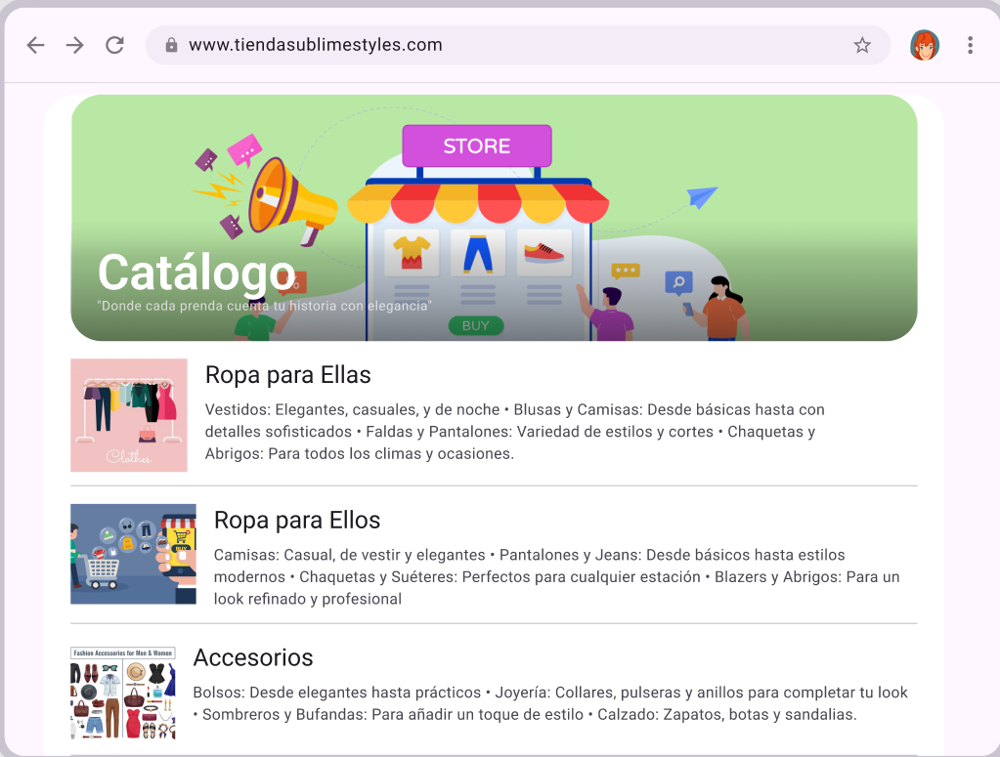 www.tiendasublimestyles.com
STORE
Catálogo
%
"Donde cada prenda cuenta tu historia con elegancia"
BUY
Ropa para Ellas
Vestidos: Elegantes, casuales, y de noche • Blusas y Camisas: Desde básicas hasta con
detalles sofisticados • Faldas y Pantalones: Variedad de estilos y cortes • Chaquetas y
Abrigos: Para todos los climas y ocasiones.
Clothes
Ropa para Ellos
Camisas: Casual, de vestir y elegantes • Pantalones y Jeans: Desde básicos hasta estilos
modernos • Chaquetas y Suéteres: Perfectos para cualquier estación • Blazers y Abrigos: Para un
look refinado y profesional
BUY
Fashion Accessories for Men & Women
Accesorios
Bolsos: Desde elegantes hasta prácticos • Joyería: Collares, pulseras y anillos para completar tu look
• Sombreros y Bufandas: Para añadir un toque de estilo • Calzado: Zapatos, botas y sandalias.